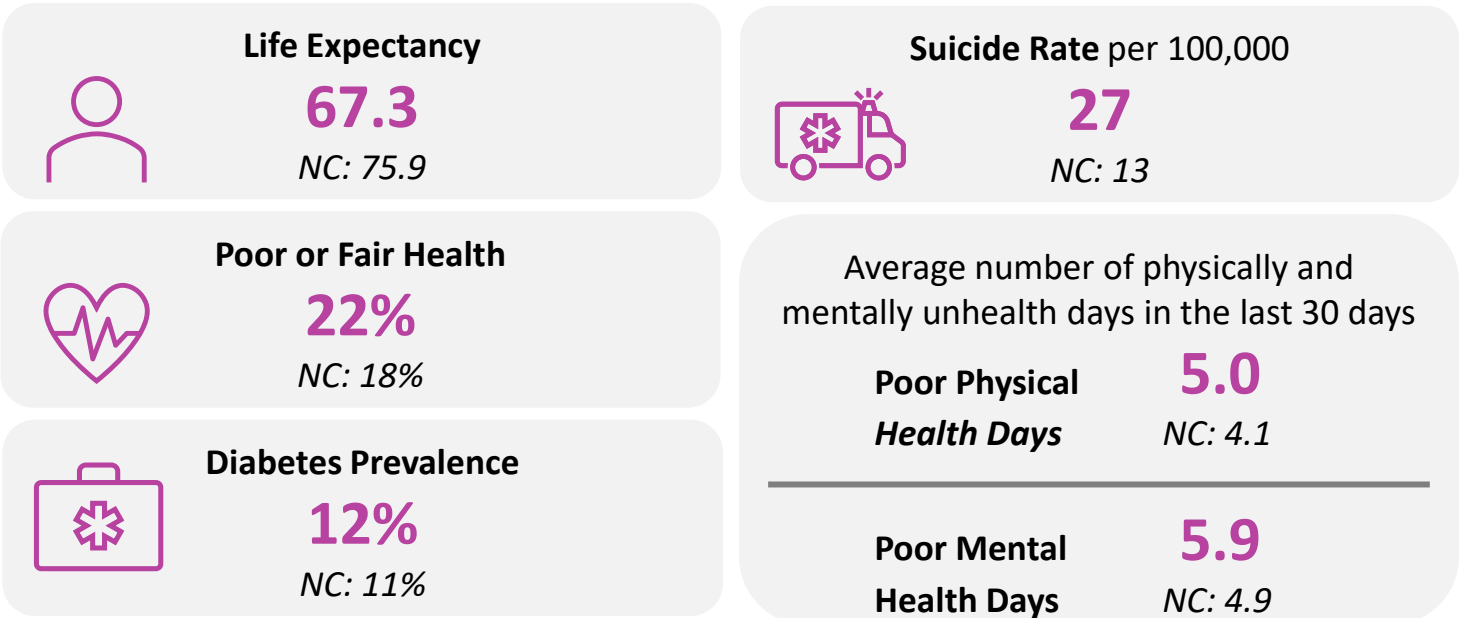 Life Expectancy
67.3
NC: 75.9
Poor or Fair Health
22%
NC: 18%
Diabetes Prevalence
12%
NC: 11%
Suicide Rate per 100,000
27
NC: 13
Average number of physically and
mentally unhealth days in the last 30 days
Poor Physical 5.0
Health Days NC: 4.1
Poor Mental 5.9
Health Days NC: 4.9